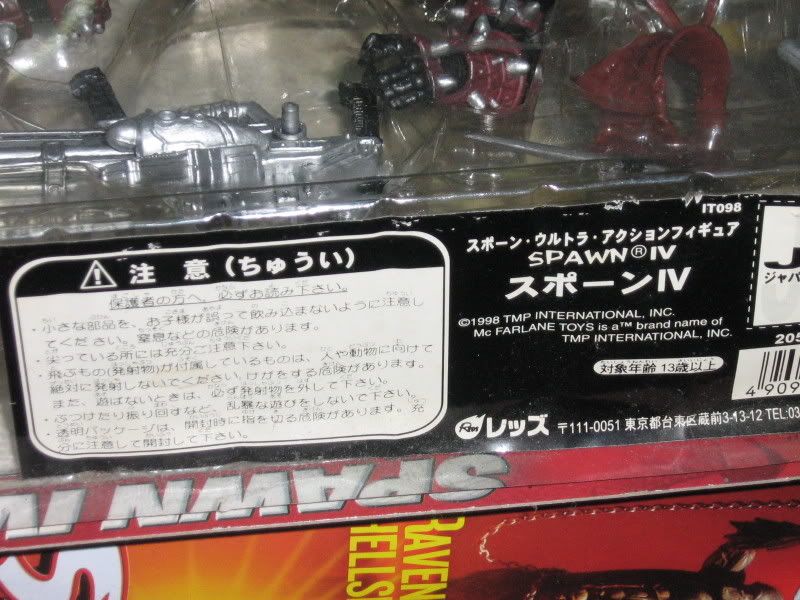 IT098
スポーン・ウルトラ・アクションフィギュア
SPAWN® IV
スポーンIV
©1998 TMP INTERNATIONAL, INC.
Mc FARLANE TOYS is a™ brand name of
TMP INTERNATIONAL, INC.
対象年齢 13歳以上
レッズ 〒111-0051 東京都台東区蔵前3-13-12 TEL.03
ジャパ
205
4909
注意(ちゅうい)
保護者の方へ、必ずお読み下さい。
・小さな部品を、お子様が誤って飲み込まないように注意し
てください。窒息などの危険があります。
・尖っている所には充分ご注意下さい。
・飛ぶもの(発射物)が付属しているものは、人や動物に向けて
絶対に発射しないでください。けがをする危険があります。
また、遊ばないときは、必ず発射物を外して下さい。
・ぶつけたり振り回すなど、乱暴な遊びをしないで下さい。
・透明パッケージは、開封時に指を切る危険があります。充
分に注意して開封して下さい。
SPAWN IV
RAVEN
HELLS